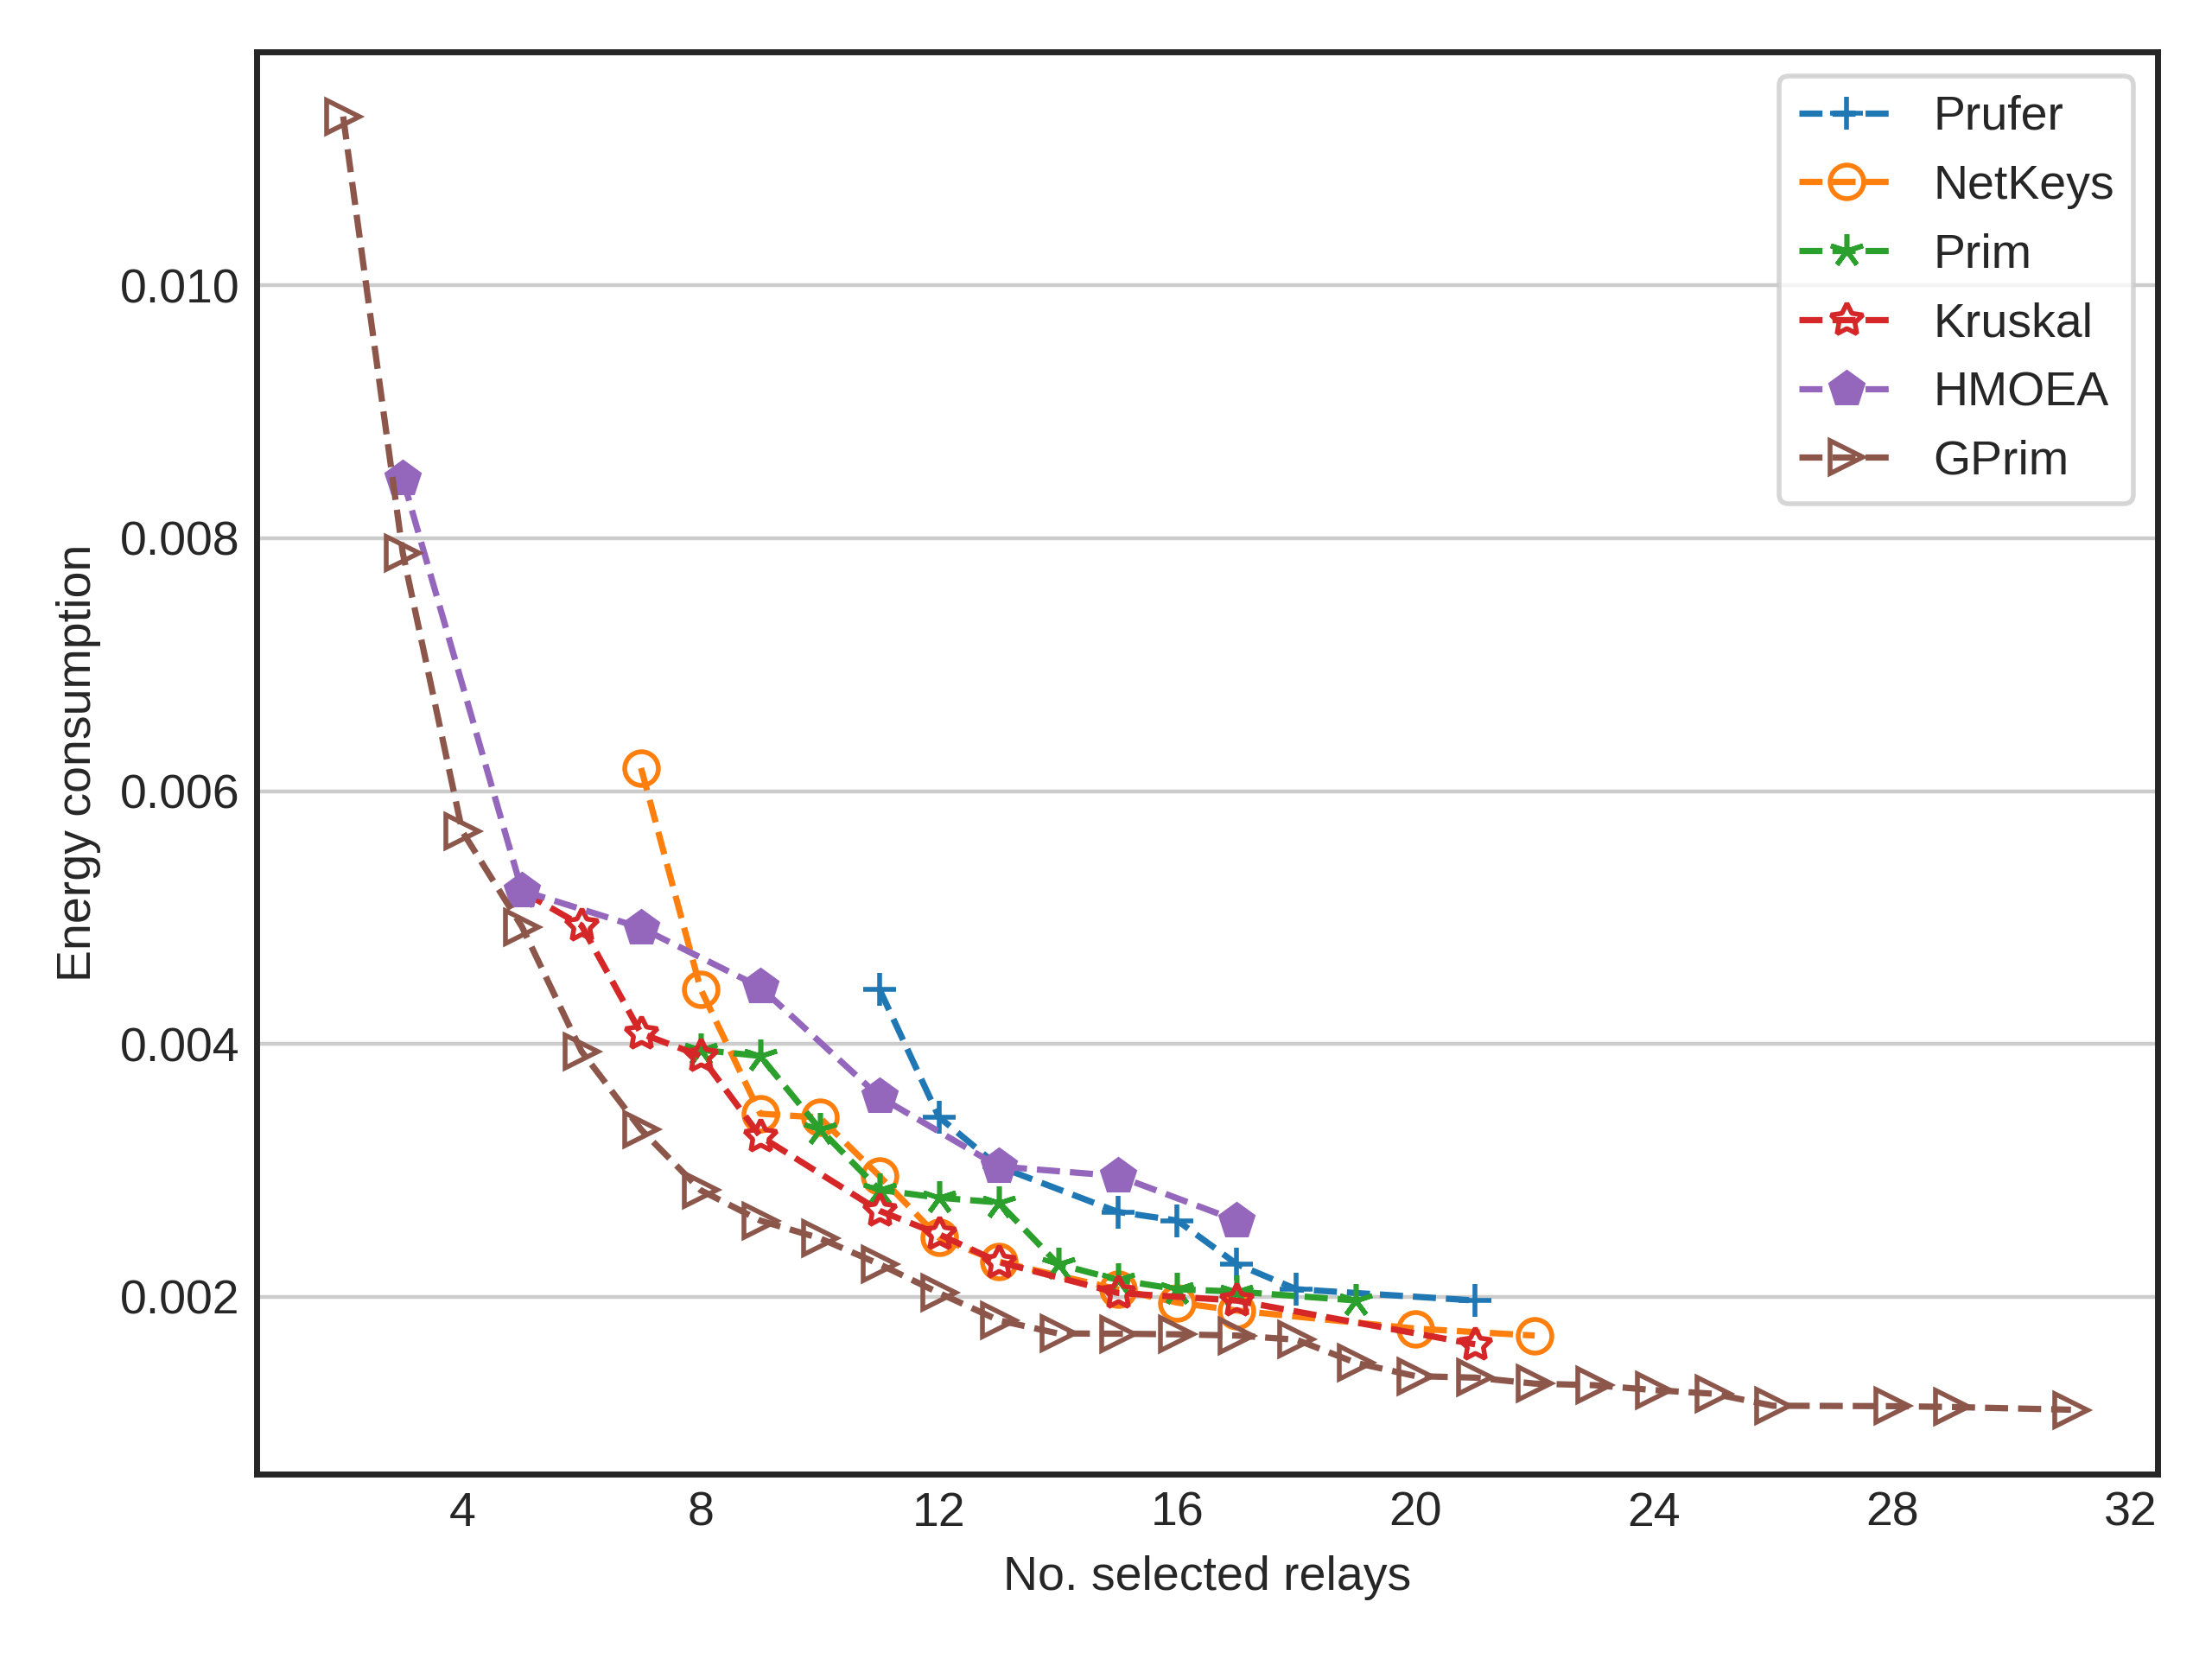 Prufer
NetKeys
Prim
Kruskal
HMOEA
GPrim
Energy consumption
0.010
0.008
0.006
0.004
0.002
4 8 12 16 20 24 28 32
No. selected relays